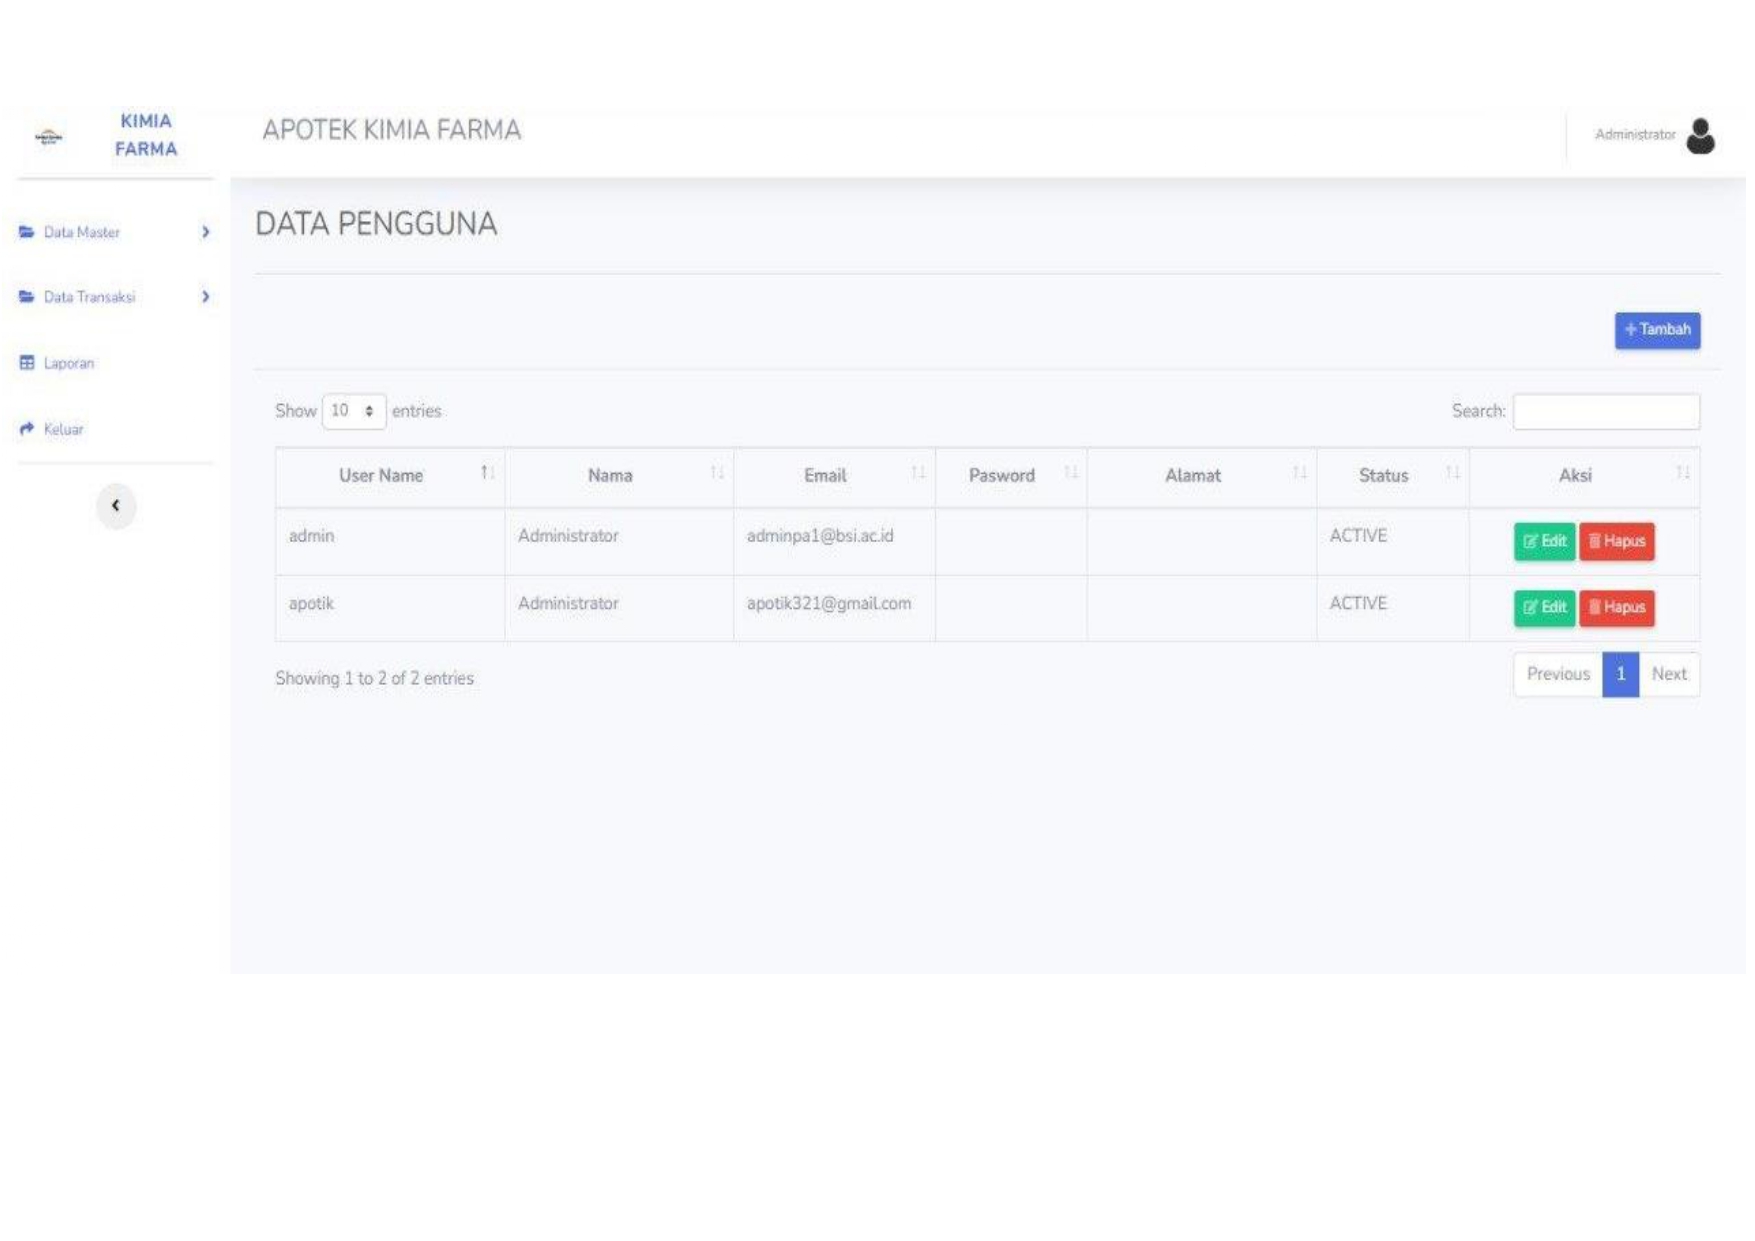 KIMIA
FARMA
APOTEK KIMIA FARMA
Administrator
Data Master
Data Transaksi
Laporan
Keluar
DATA PENGGUNA
+ Tambah
Show 10 entries
Search:
User Name Nama Email Pasword Alamat Status Aksi
admin Administrator adminpa1@bsi.ac.id ACTIVE Edit Hapus
apotik Administrator apotik321@gmail.com ACTIVE Edit Hapus
Showing 1 to 2 of 2 entries
Previous 1 Next